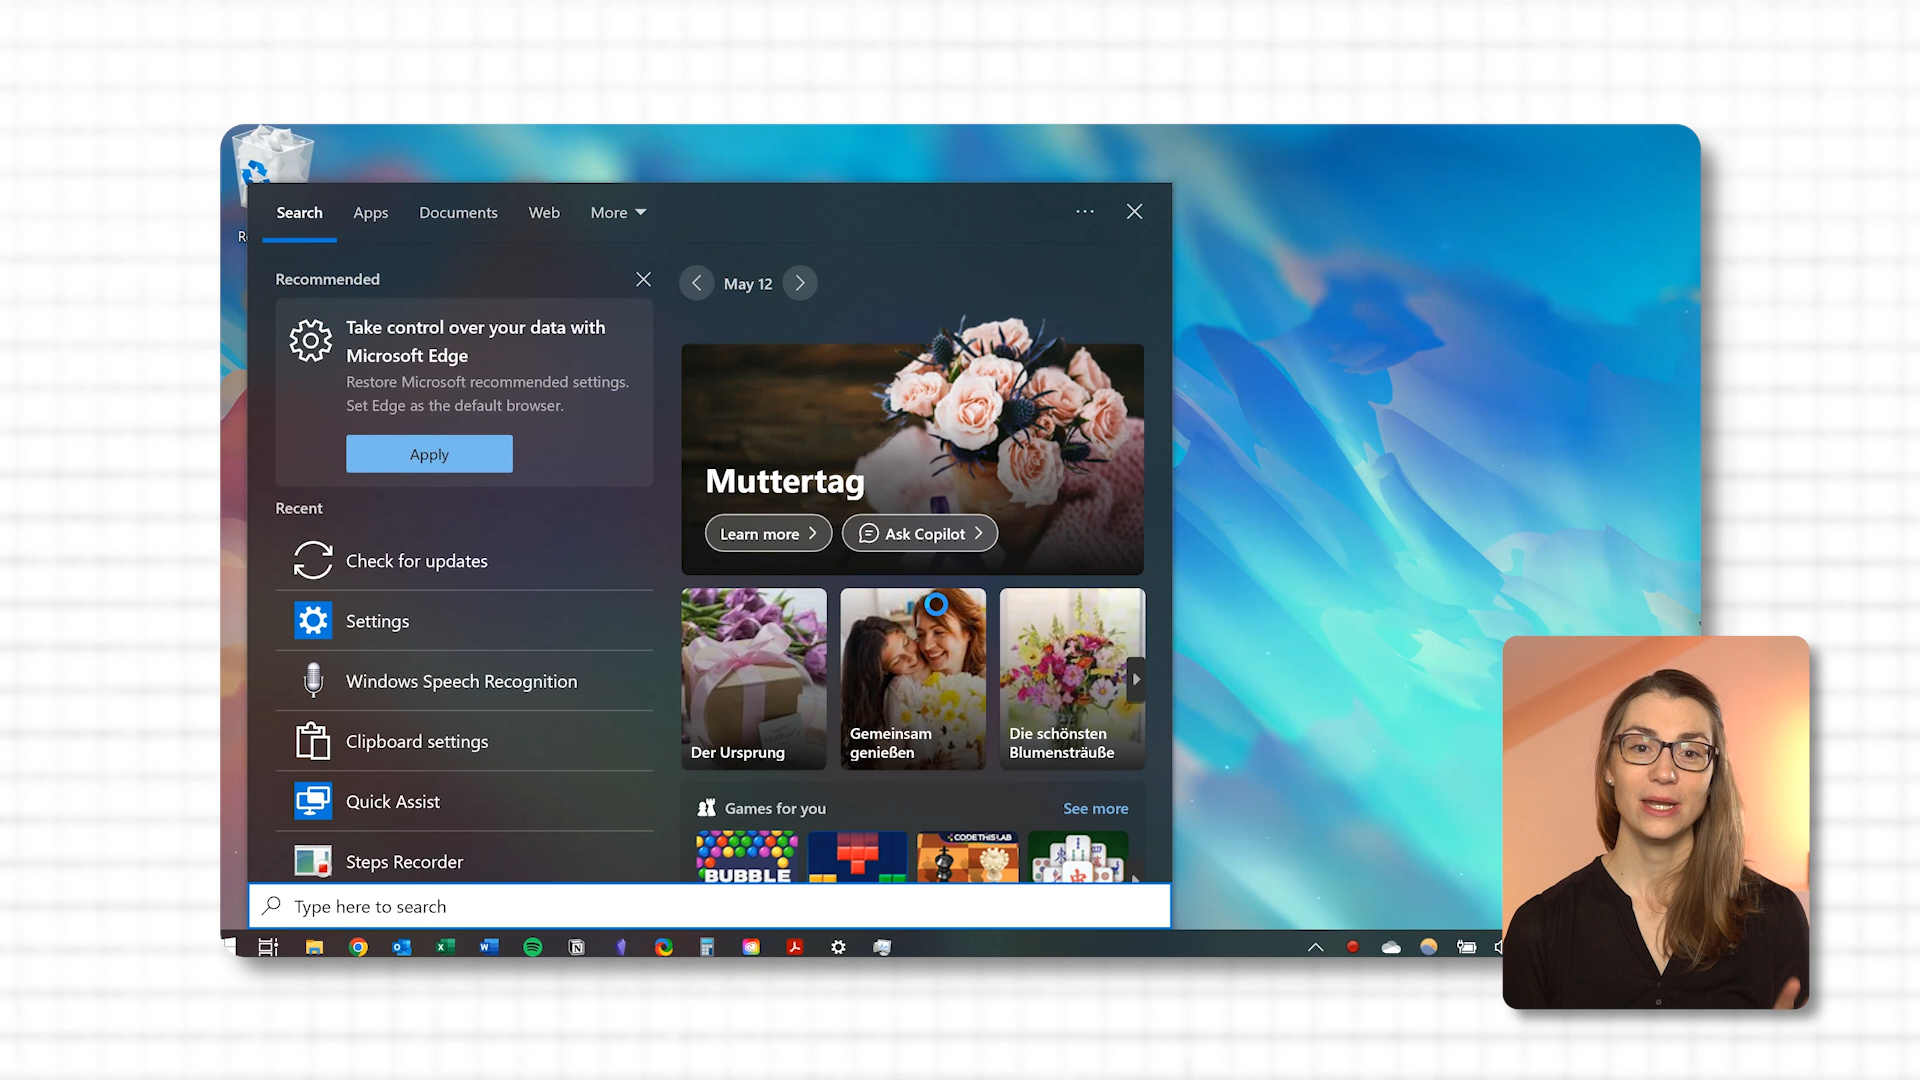 Search Apps Documents Web More
Recommended
Take control over your data with
Microsoft Edge
Restore Microsoft recommended settings.
Set Edge as the default browser.
Apply
Recent
Check for updates
Settings
Windows Speech Recognition
Clipboard settings
Quick Assist
Steps Recorder
May 12
Muttertag
Learn more
Ask Copilot
Der Ursprung
Gemeinsam
genießen
Die schönsten
Blumensträuße
Games for you
See more
BUBBLE
CODETHISLAB
Type here to search